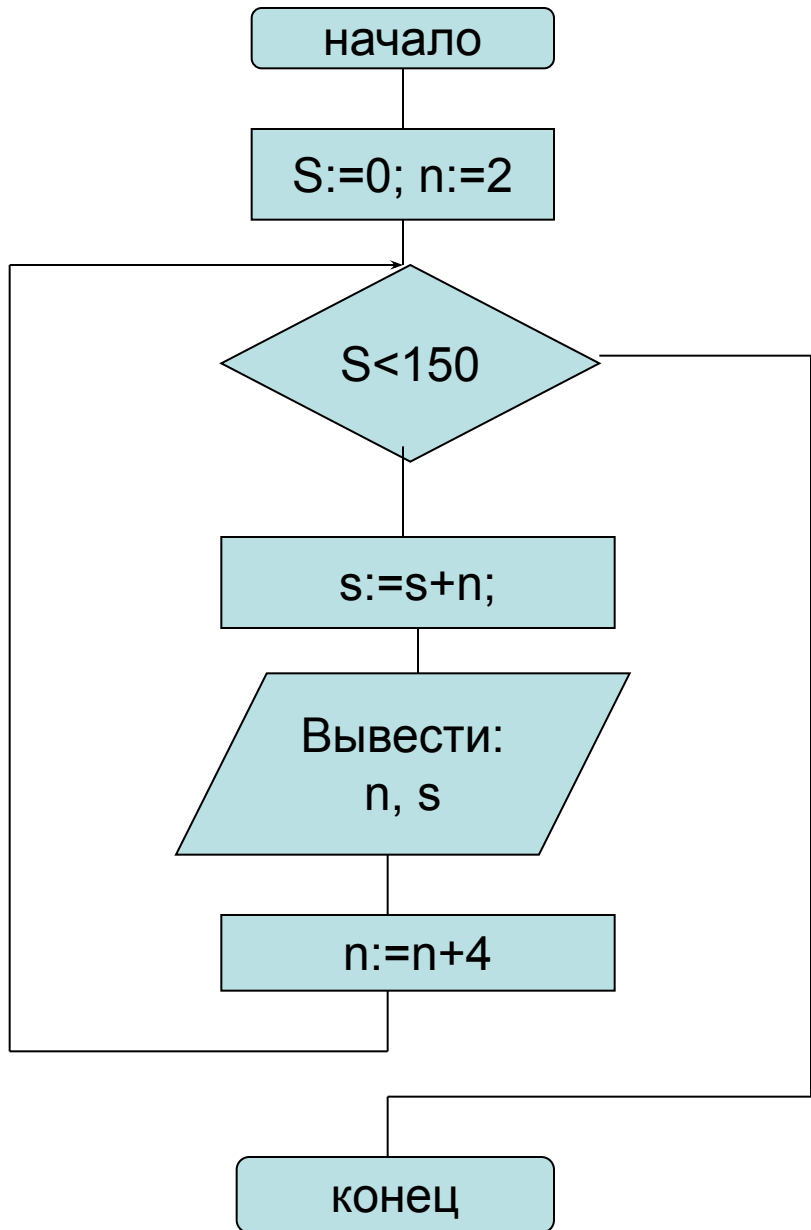 начало
S:=0; n:=2
S<150
s:=s+n;
Вывести:
n, s
n:=n+4
конец